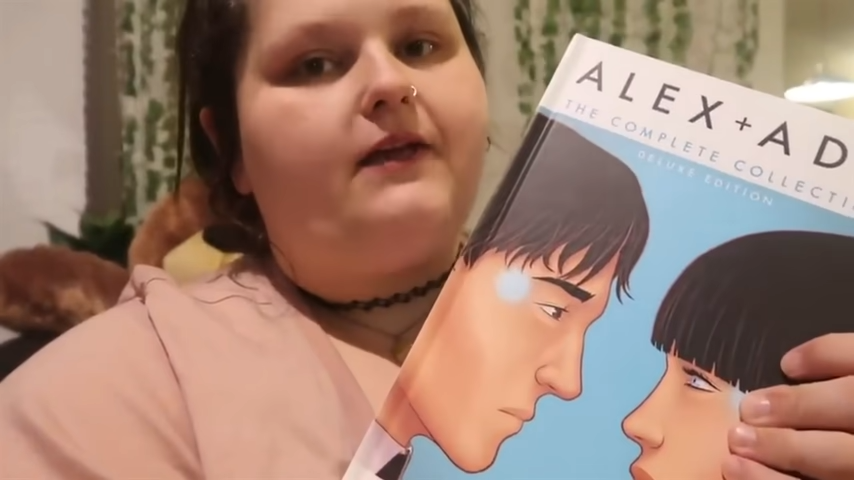 ALEX + AD
THE COMPLETE COLLECTI
DELUXE EDITION